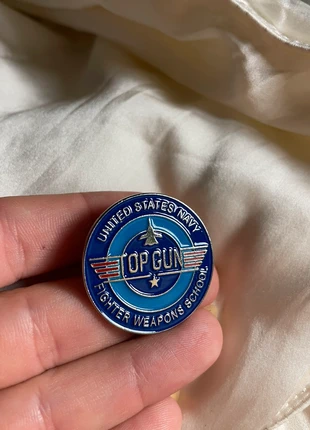 UNITED STATES NAVY
TOP GUN
FIGHTER WEAPONS SCHOOL